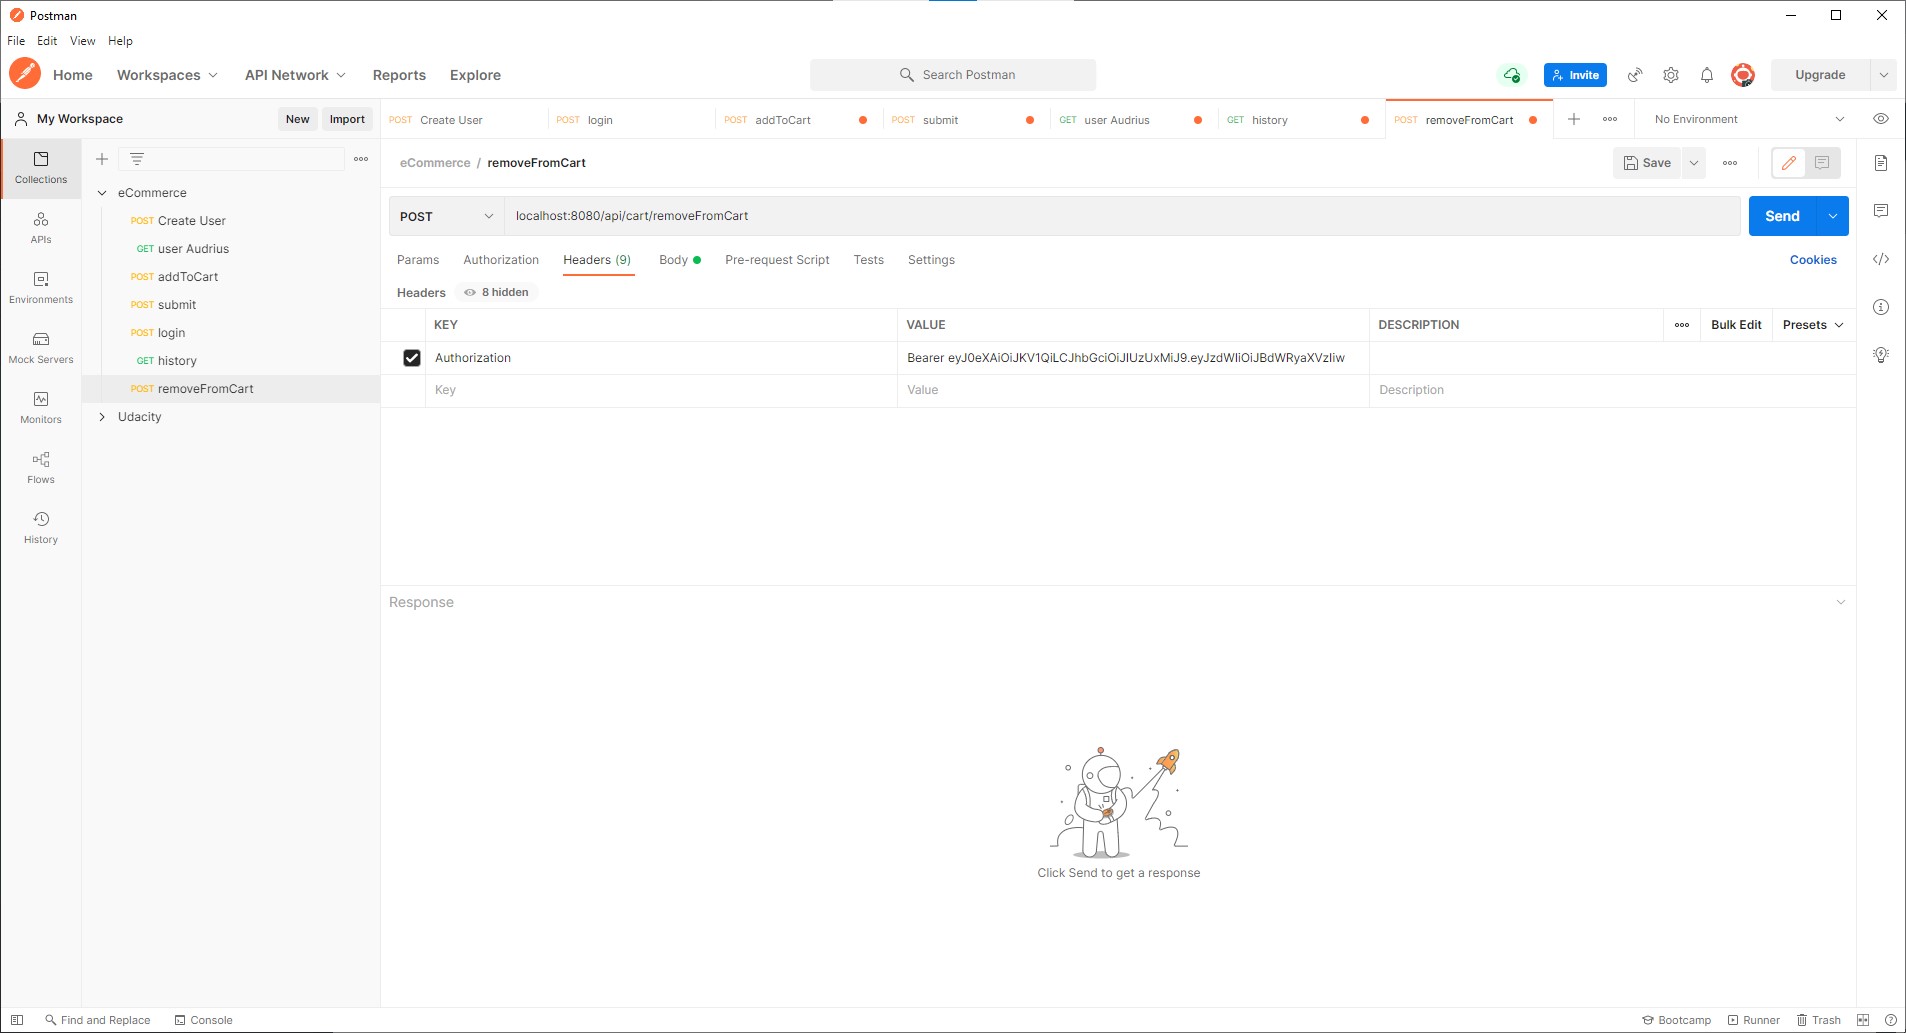 Postman
File Edit View Help
Home Workspaces API Network Reports Explore Search Postman Invite Upgrade
My Workspace New Import
POST Create User POST login POST addToCart POST submit GET user Audrius GET history POST removeFromCart No Environment
Collections
APIs
Environments
Mock Servers
Monitors
Flows
History
eCommerce
POST Create User
GET user Audrius
POST addToCart
POST submit
POST login
GET history
POST removeFromCart
Udacity
eCommerce / removeFromCart Save
POST localhost:8080/api/cart/removeFromCart Send
Params Authorization Headers (9) Body Pre-request Script Tests Settings Cookies
Headers 8 hidden
KEY VALUE DESCRIPTION Bulk Edit Presets
Authorization Bearer eyJ0eXAiOiJKV1QiLCJhbGciOiJIUzUxMiJ9.eyJzdWIiOiJBdWRyaXVzIiw
Key Value Description
Response
Click Send to get a response
Find and Replace Console Bootcamp Runner Trash